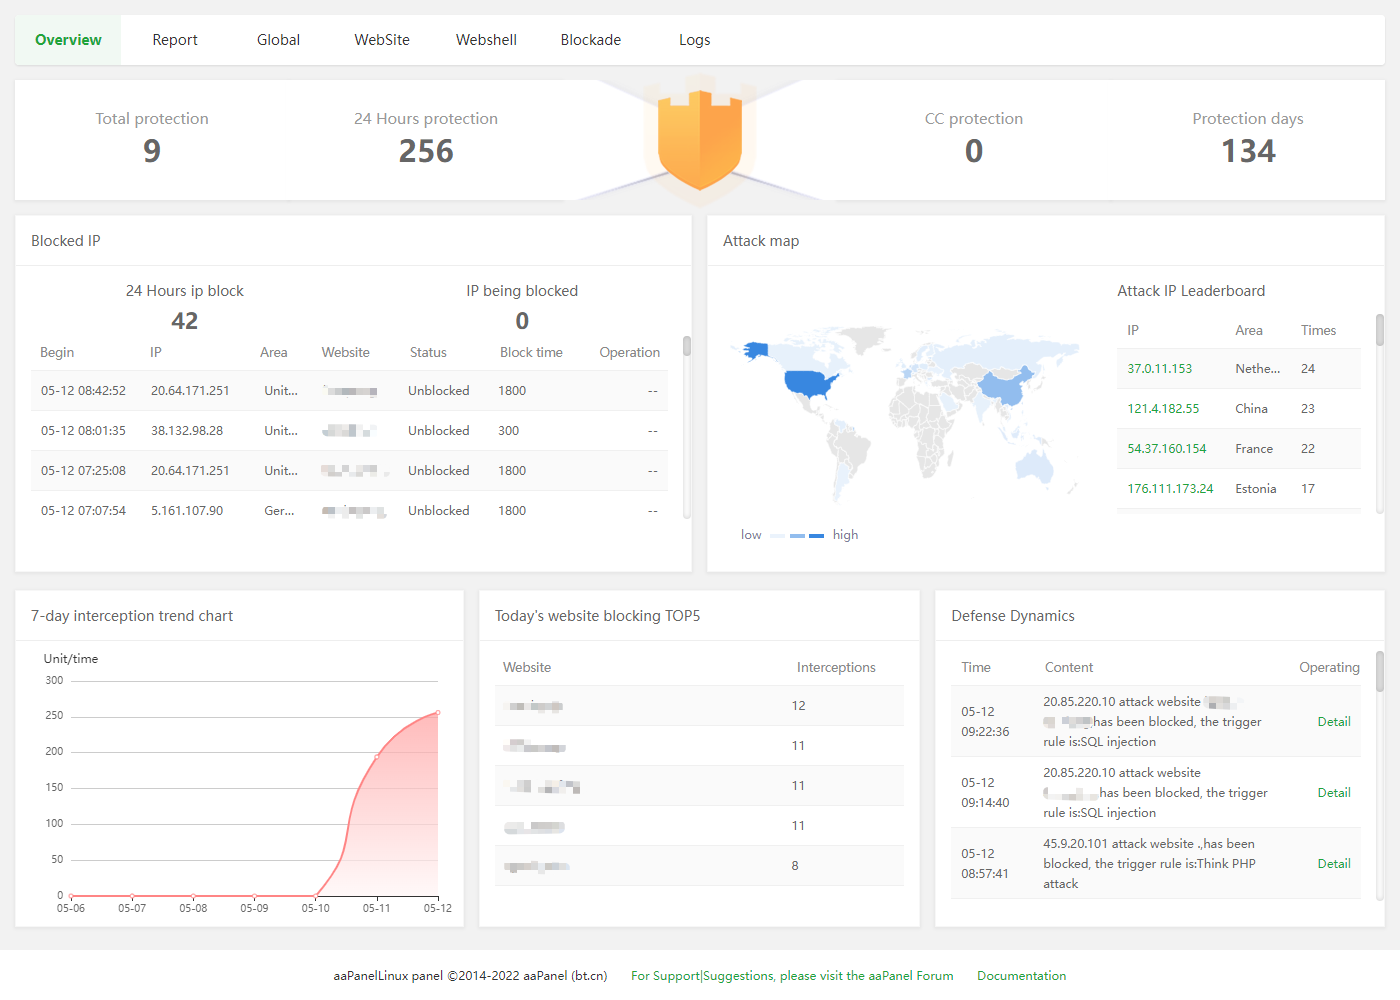 Overview Report Global WebSite Webshell Blockade Logs
Total protection 24 Hours protection CC protection Protection days
9 256 0 134
Blocked IP
24 Hours ip block IP being blocked
42 0
Begin IP Area Website Status Block time Operation
05-12 08:42:52 20.64.171.251 Unit... Unblocked 1800 --
05-12 08:01:35 38.132.98.28 Unit... Unblocked 300 --
05-12 07:25:08 20.64.171.251 Unit... Unblocked 1800 --
05-12 07:07:54 5.161.107.90 Ger... Unblocked 1800 --
Attack map
low high
Attack IP Leaderboard
IP Area Times
37.0.11.153 Nethe... 24
121.4.182.55 China 23
54.37.160.154 France 22
176.111.173.24 Estonia 17
7-day interception trend chart
Unit/time
300
250
200
150
100
50
0
05-06 05-07 05-08 05-09 05-10 05-11 05-12
Today's website blocking TOP5
Website Interceptions
12
11
11
11
8
Defense Dynamics
Time Content Operating
05-12
09:22:36
20.85.220.10 attack website
has been blocked, the trigger
rule is:SQL injection
Detail
05-12
09:14:40
20.85.220.10 attack website
has been blocked, the trigger
rule is:SQL injection
Detail
05-12
08:57:41
45.9.20.101 attack website .,has been
blocked, the trigger rule is:Think PHP
attack
Detail
aaPanelLinux panel ©2014-2022 aaPanel (bt.cn) For Support|Suggestions, please visit the aaPanel Forum Documentation